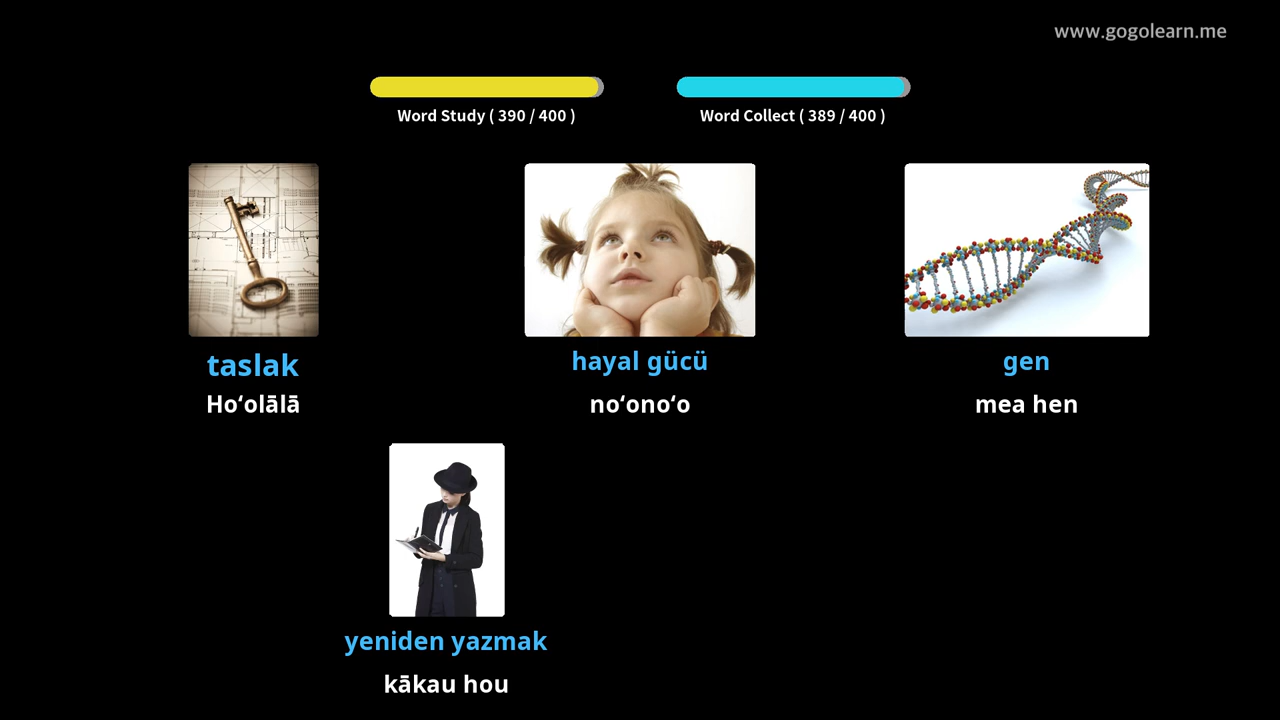 www.gogolearn.me
Word Study ( 390 / 400 )
Word Collect ( 389 / 400 )
taslak
Hoʻolālā
hayal gücü
noʻonoʻo
gen
mea hen
yeniden yazmak
kākau hou